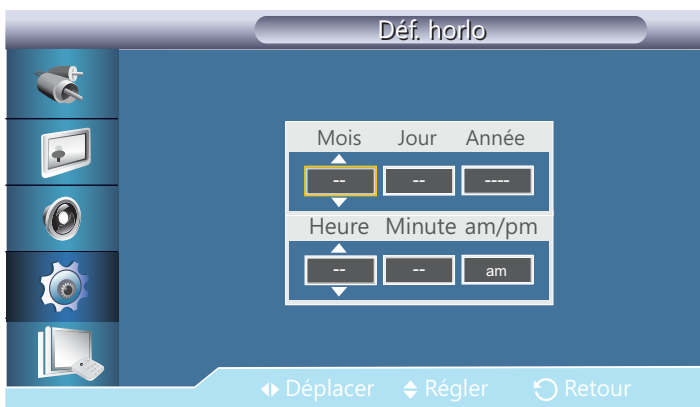 Déf. horlo
Mois Jour Année
-- -- ----
Heure Minute am/pm
-- -- am
Déplacer Régler Retour